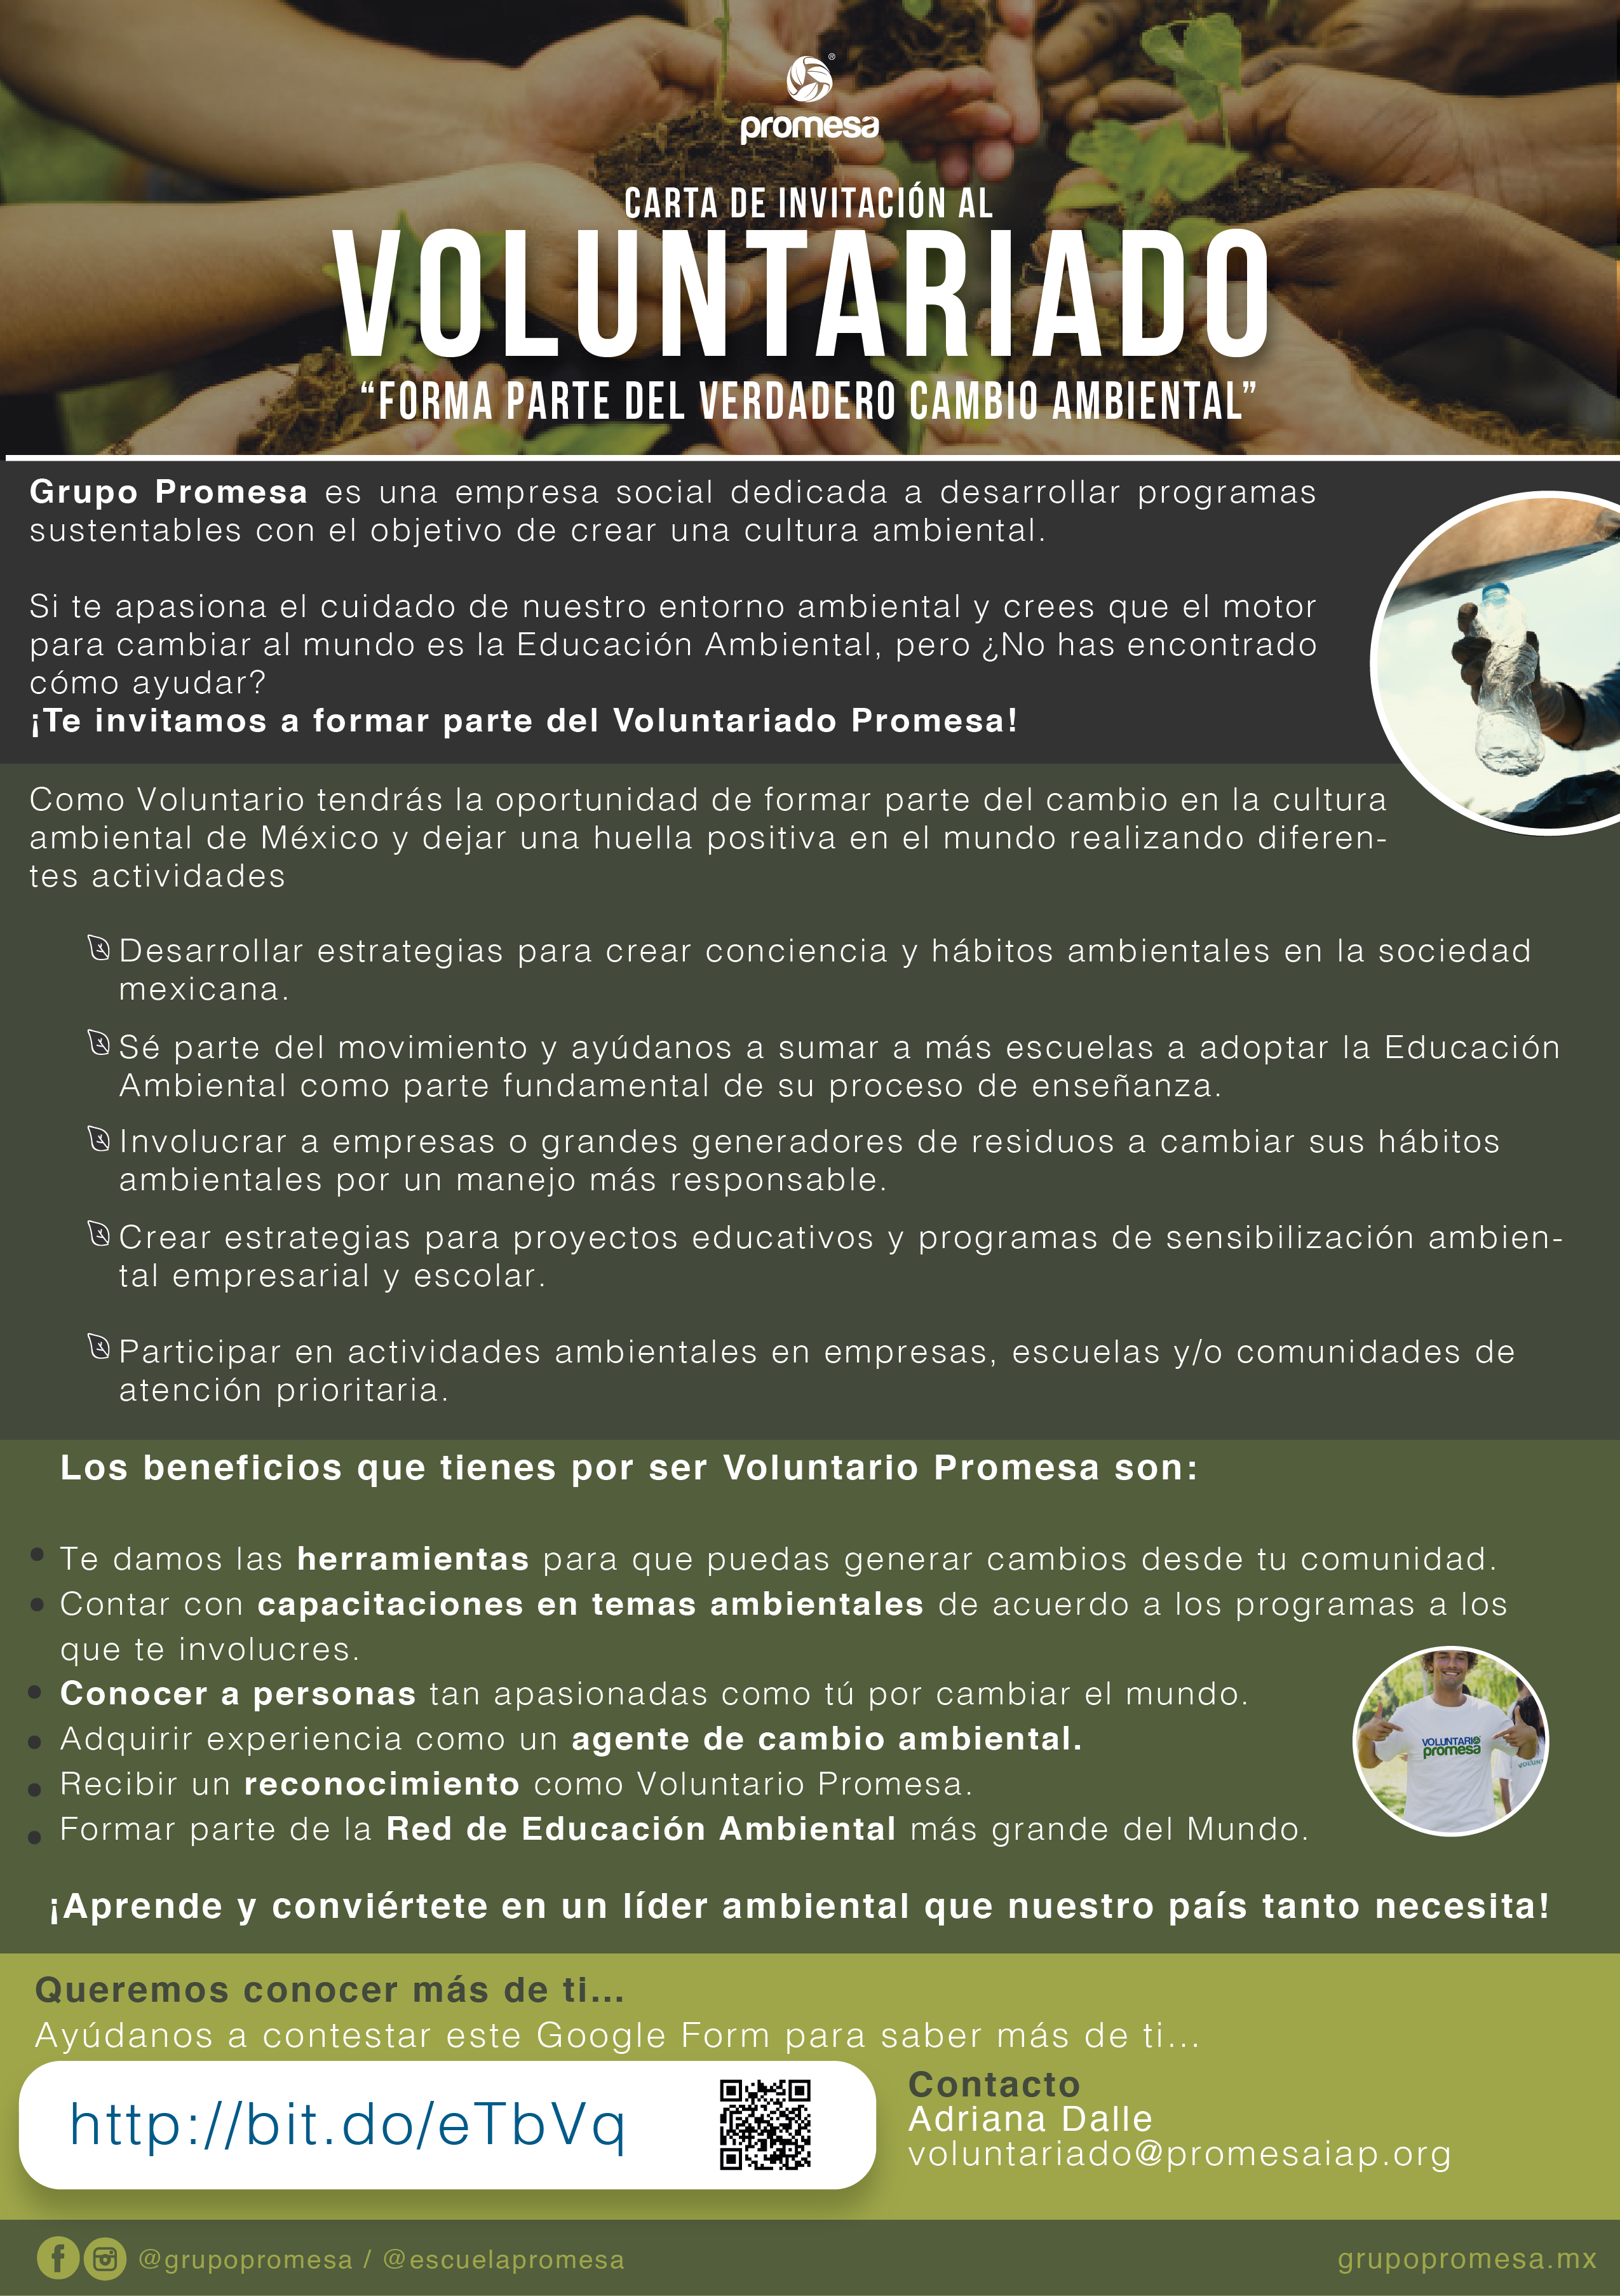 promesa
CARTA DE INVITACIÓN AL
VOLUNTARIADO
“FORMA PARTE DEL VERDADERO CAMBIO AMBIENTAL”
Grupo Promesa es una empresa social dedicada a desarrollar programas
sustentables con el objetivo de crear una cultura ambiental.
Si te apasiona el cuidado de nuestro entorno ambiental y crees que el motor
para cambiar al mundo es la Educación Ambiental, pero ¿No has encontrado
cómo ayudar?
¡Te invitamos a formar parte del Voluntariado Promesa!
Como Voluntario tendrás la oportunidad de formar parte del cambio en la cultura
ambiental de México y dejar una huella positiva en el mundo realizando diferen-
tes actividades
Desarrollar estrategias para crear conciencia y hábitos ambientales en la sociedad
mexicana.
Sé parte del movimiento y ayúdanos a sumar a más escuelas a adoptar la Educación
Ambiental como parte fundamental de su proceso de enseñanza.
Involucrar a empresas o grandes generadores de residuos a cambiar sus hábitos
ambientales por un manejo más responsable.
Crear estrategias para proyectos educativos y programas de sensibilización ambien-
tal empresarial y escolar.
Participar en actividades ambientales en empresas, escuelas y/o comunidades de
atención prioritaria.
Los beneficios que tienes por ser Voluntario Promesa son:
• Te damos las herramientas para que puedas generar cambios desde tu comunidad.
• Contar con capacitaciones en temas ambientales de acuerdo a los programas a los
que te involucres.
• Conocer a personas tan apasionadas como tú por cambiar el mundo.
• Adquirir experiencia como un agente de cambio ambiental.
• Recibir un reconocimiento como Voluntario Promesa.
• Formar parte de la Red de Educación Ambiental más grande del Mundo.
VOLUNTARIO
promesa
¡Aprende y conviértete en un líder ambiental que nuestro país tanto necesita!
Queremos conocer más de ti...
Ayúdanos a contestar este Google Form para saber más de ti...
http://bit.do/eTbVq
Contacto
Adriana Dalle
voluntariado@promesaiap.org
@grupopromesa / @escuelapromesa
grupopromesa.mx